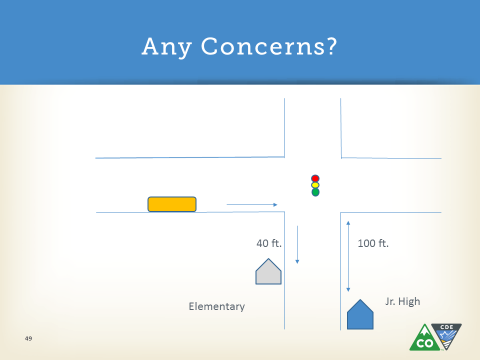 Any Concerns?
40 ft.
100 ft.
Elementary
Jr. High
49
CO
CDE